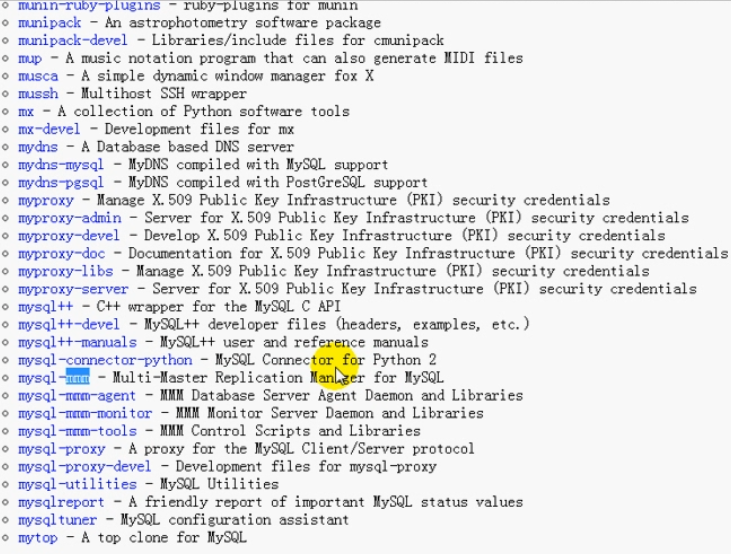 munin-ruby-plugins - ruby-plugins for munin
munipack - An astrophotometry software package
munipack-devel - Libraries/include files for cmunipack
mup - A music notation program that can also generate MIDI files
musca - A simple dynamic window manager fox X
mussh - Multihost SSH wrapper
mx - A collection of Python software tools
mx-devel - Development files for mx
mydns - A Database based DNS server
mydns-mysql - MyDNS compiled with MySQL support
mydns-pgsql - MyDNS compiled with PostGreSQL support
myproxy - Manage X.509 Public Key Infrastructure (PKI) security credentials
myproxy-admin - Server for X.509 Public Key Infrastructure (PKI) security credentials
myproxy-devel - Develop X.509 Public Key Infrastructure (PKI) security credentials
myproxy-doc - Documentation for X.509 Public Key Infrastructure (PKI) security credentials
myproxy-libs - Manage X.509 Public Key Infrastructure (PKI) security credentials
myproxy-server - Server for X.509 Public Key Infrastructure (PKI) security credentials
mysql++ - C++ wrapper for the MySQL C API
mysql++-devel - MySQL++ developer files (headers, examples, etc.)
mysql++-manuals - MySQL++ user and reference manuals
mysql-connector-python - MySQL Connector for Python 2
mysql-mmm - Multi-Master Replication Manager for MySQL
mysql-mmm-agent - MMM Database Server Agent Daemon and Libraries
mysql-mmm-monitor - MMM Monitor Server Daemon and Libraries
mysql-mmm-tools - MMM Control Scripts and Libraries
mysql-proxy - A proxy for the MySQL Client/Server protocol
mysql-proxy-devel - Development files for mysql-proxy
mysql-utilities - MySQL Utilities
mysqlreport - A friendly report of important MySQL status values
mysqltuner - MySQL configuration assistant
mytop - A top clone for MySQL